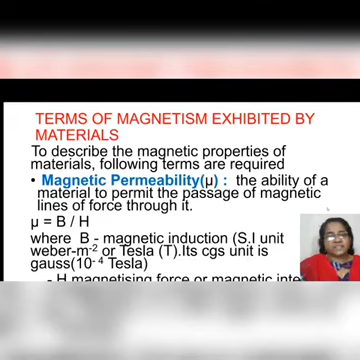 TERMS OF MAGNETISM EXHIBITED BY
MATERIALS
To describe the magnetic properties of
materials, following terms are required
• Magnetic Permeability(µ) : the ability of a
material to permit the passage of magnetic
lines of force through it.
µ = B / H
where B - magnetic induction (S.I unit
weber-m⁻² or Tesla (T).Its cgs unit is
gauss(10⁻⁴ Tesla)
- H magnetising force or magnetic inte